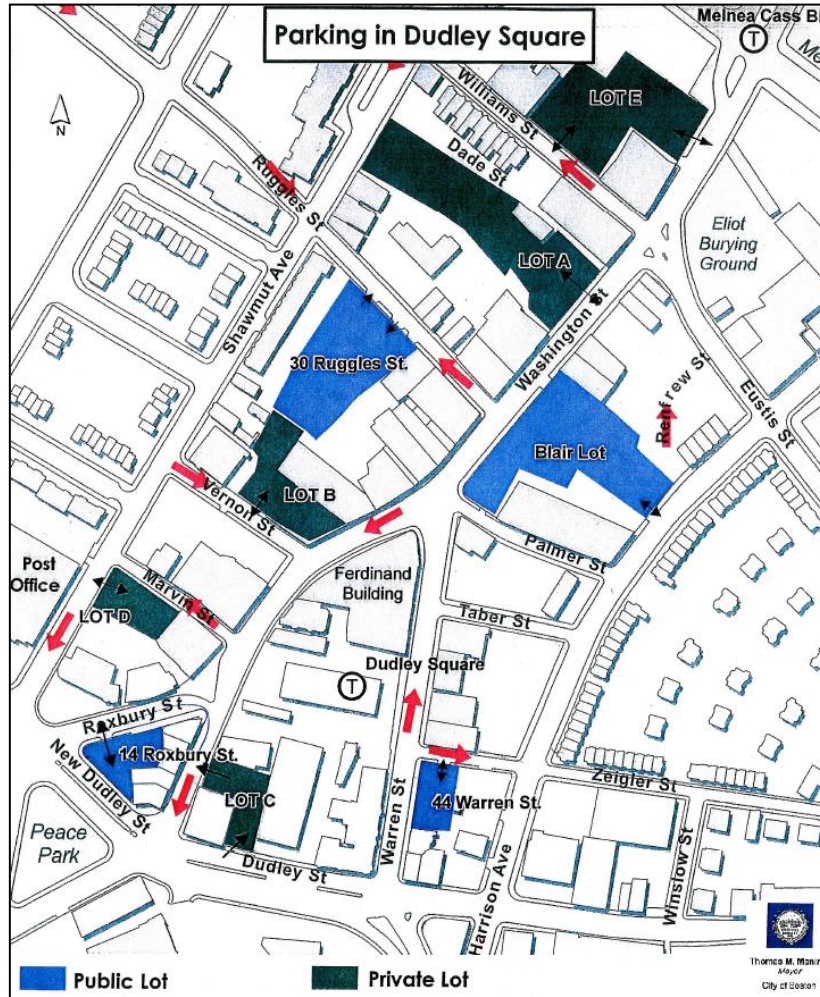 Melnea Cass Bl
Parking in Dudley Square
T
Me
Williams St
LOT E
N
Dade St
Ruggles St
Eliot
Burying
Ground
LOT A
Shawmut Ave
Washington St
30 Ruggles St.
Renfrew St
Eustis St
Blair Lot
LOT B
Vernon St
Palmer St
Post
Office
Marvin St
Ferdinand
Building
LOT D
Taber St
Dudley Square
T
Roxbury St
14 Roxbury St.
New Dudley St
LOT C
Zeigler St
44 Warren St.
Warren St
Peace
Park
Dudley St
Harrison Ave
Winslow St
Thomas M. Menin
Mayor
City of Boston
Public Lot
Private Lot